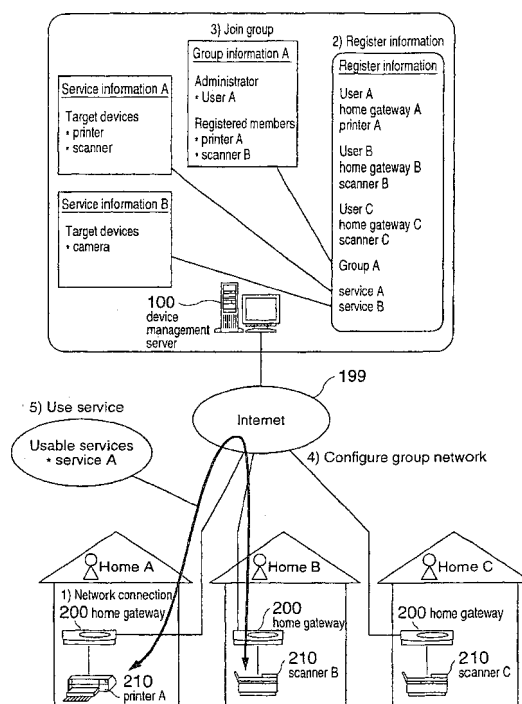 3) Join group
Group information A
Administrator
* User A
Registered members
* printer A
* scanner B
2) Register information
Register information
User A
home gateway A
printer A
User B
home gateway B
scanner B
User C
home gateway C
scanner C
Group A
service A
service B
Service information A
Target devices
* printer
* scanner
Service information B
Target devices
* camera
100
device
management
server
199
Internet
5) Use service
Usable services
* service A
4) Configure group network
Home A
1) Network connection
200 home gateway
210
printer A
Home B
200
home gateway
210
scanner B
Home C
200 home gateway
210
scanner C